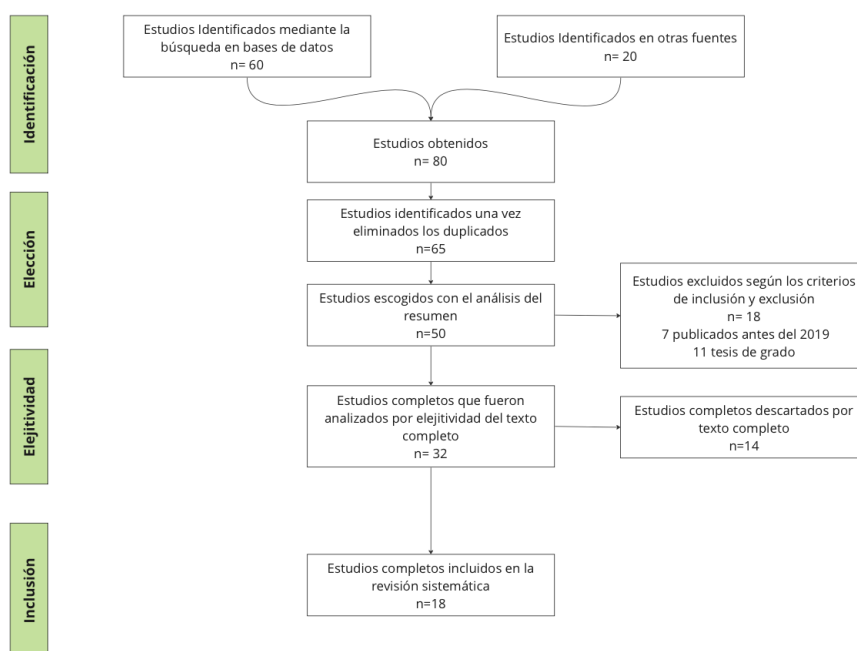 Identificación
Estudios Identificados mediante la
búsqueda en bases de datos
n= 60
Estudios Identificados en otras fuentes
n= 20
Estudios obtenidos
n= 80
Elección
Estudios identificados una vez
eliminados los duplicados
n=65
Estudios escogidos con el análisis del
resumen
n=50
Estudios excluidos según los criterios
de inclusión y exclusión
n= 18
7 publicados antes del 2019
11 tesis de grado
Elejitividad
Estudios completos que fueron
analizados por elejitividad del texto
completo
n= 32
Estudios completos descartados por
texto completo
n=14
Inclusión
Estudios completos incluidos en la
revisión sistemática
n=18